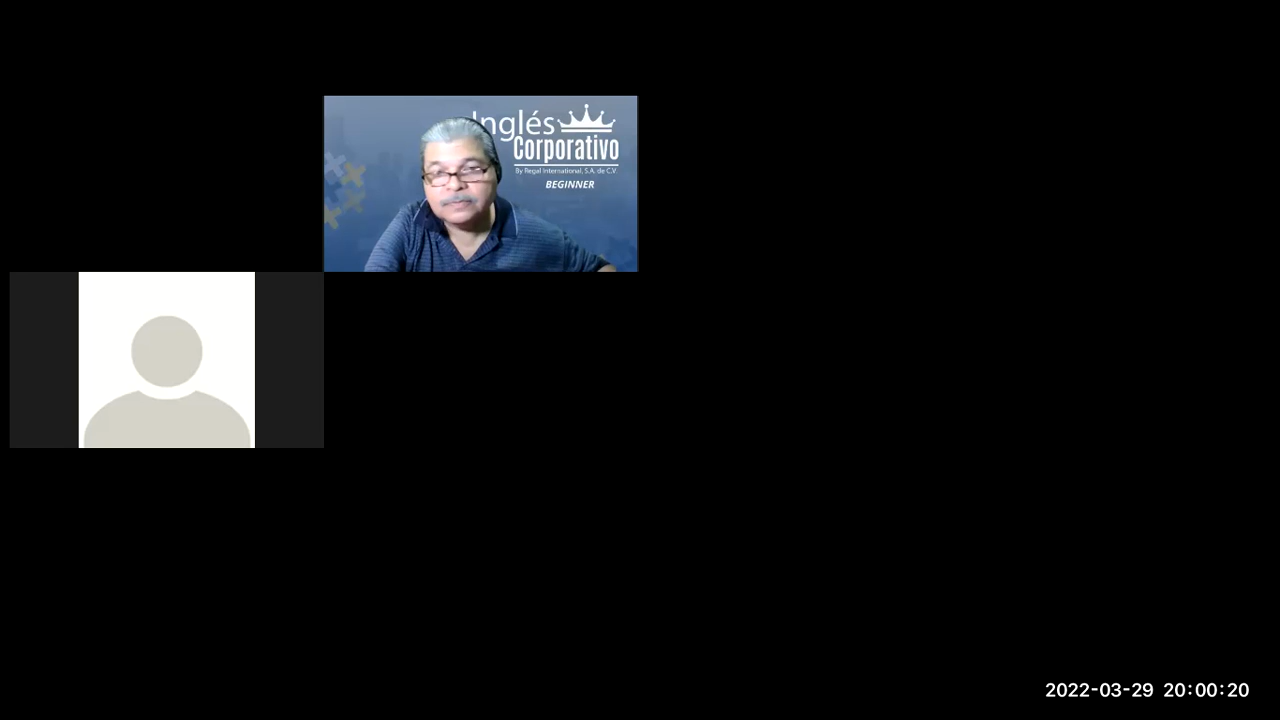 Inglés
Corporativo
By Regal International, S.A. de C.V.
BEGINNER
2022-03-29 20:00:20